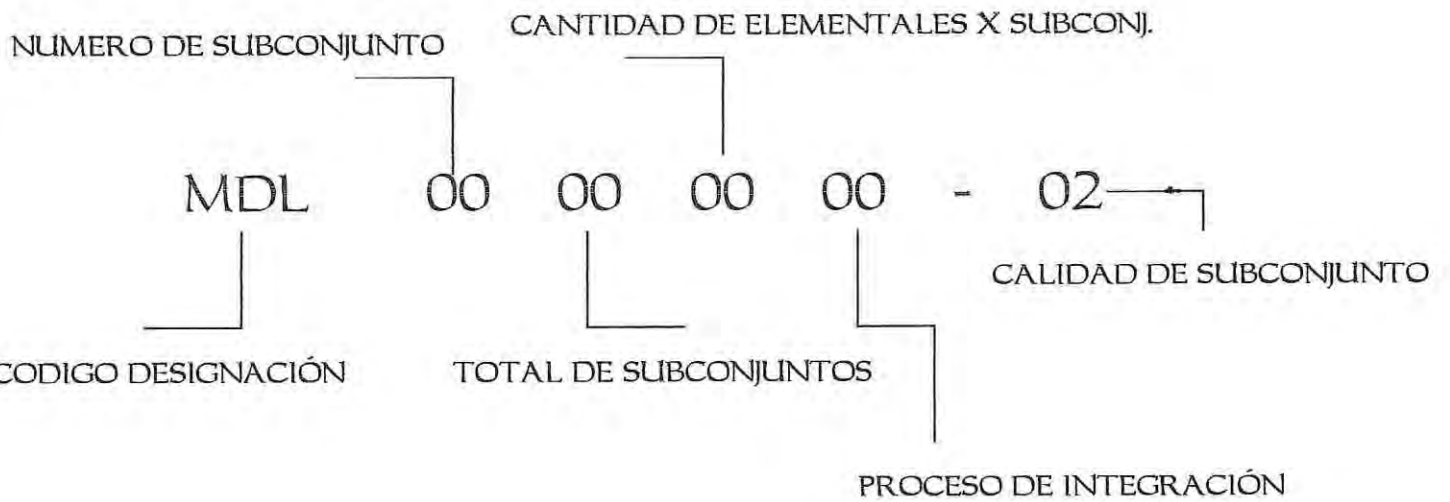 CANTIDAD DE ELEMENTALES X SUBCONJ.
NUMERO DE SUBCONJUNTO
MDL 00 00 00 00 - 02
CALIDAD DE SUBCONJUNTO
CODIGO DESIGNACIÓN TOTAL DE SUBCONJUNTOS
PROCESO DE INTEGRACIÓN